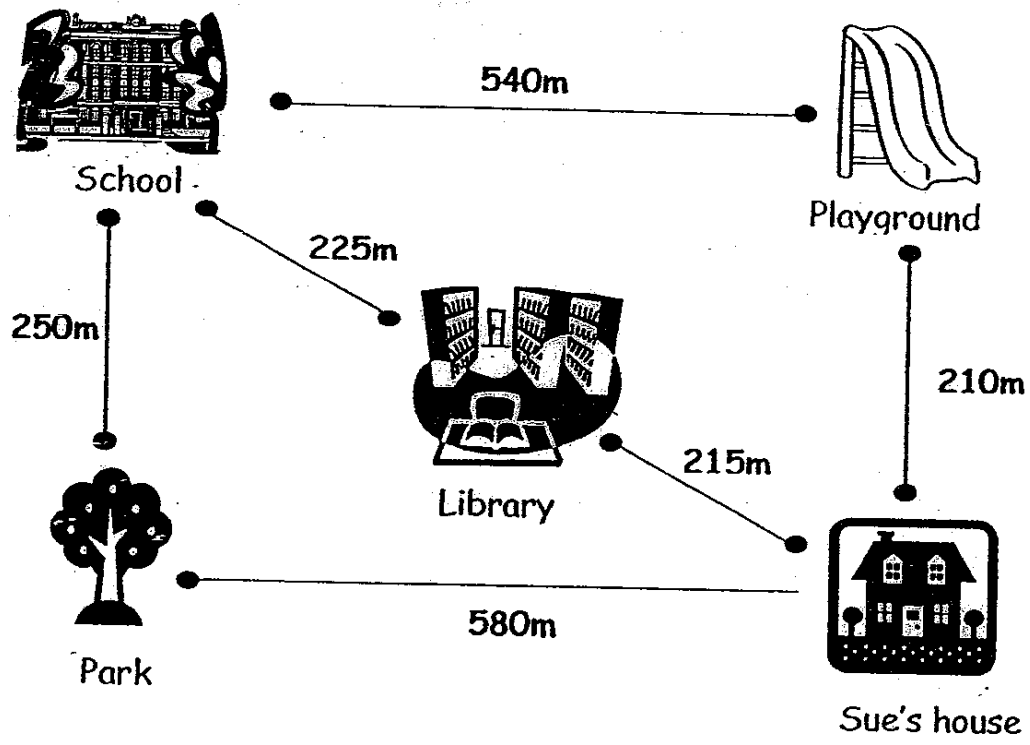 540m
School
Playground
225m
250m
210m
215m
Library
580m
Park
Sue's house